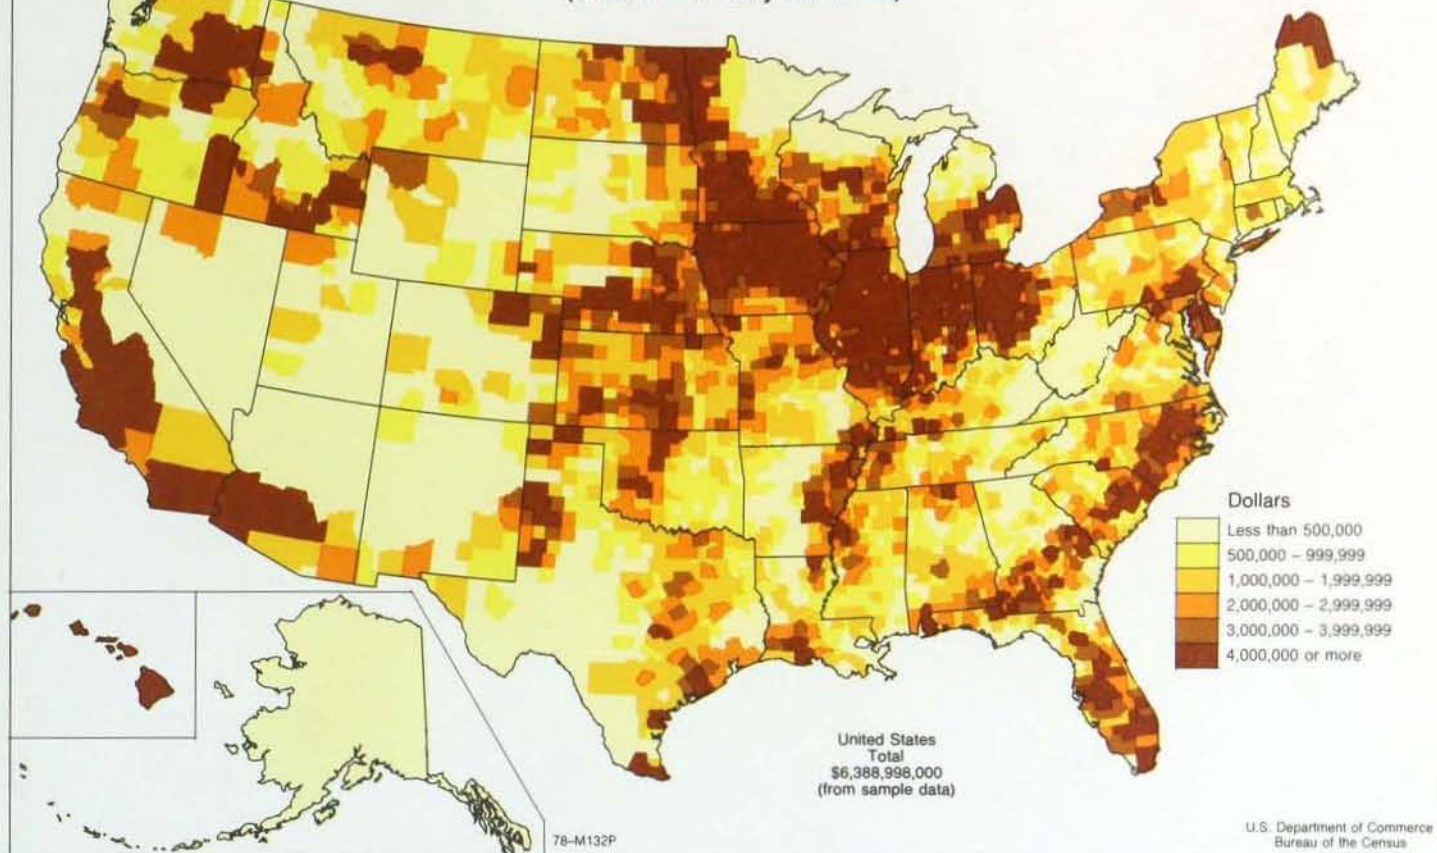 Dollars
Less than 500,000
500,000 – 999,999
1,000,000 – 1,999,999
2,000,000 – 2,999,999
3,000,000 – 3,999,999
4,000,000 or more
United States
Total
$6,388,998,000
(from sample data)
78-M132P
U.S. Department of Commerce
Bureau of the Census